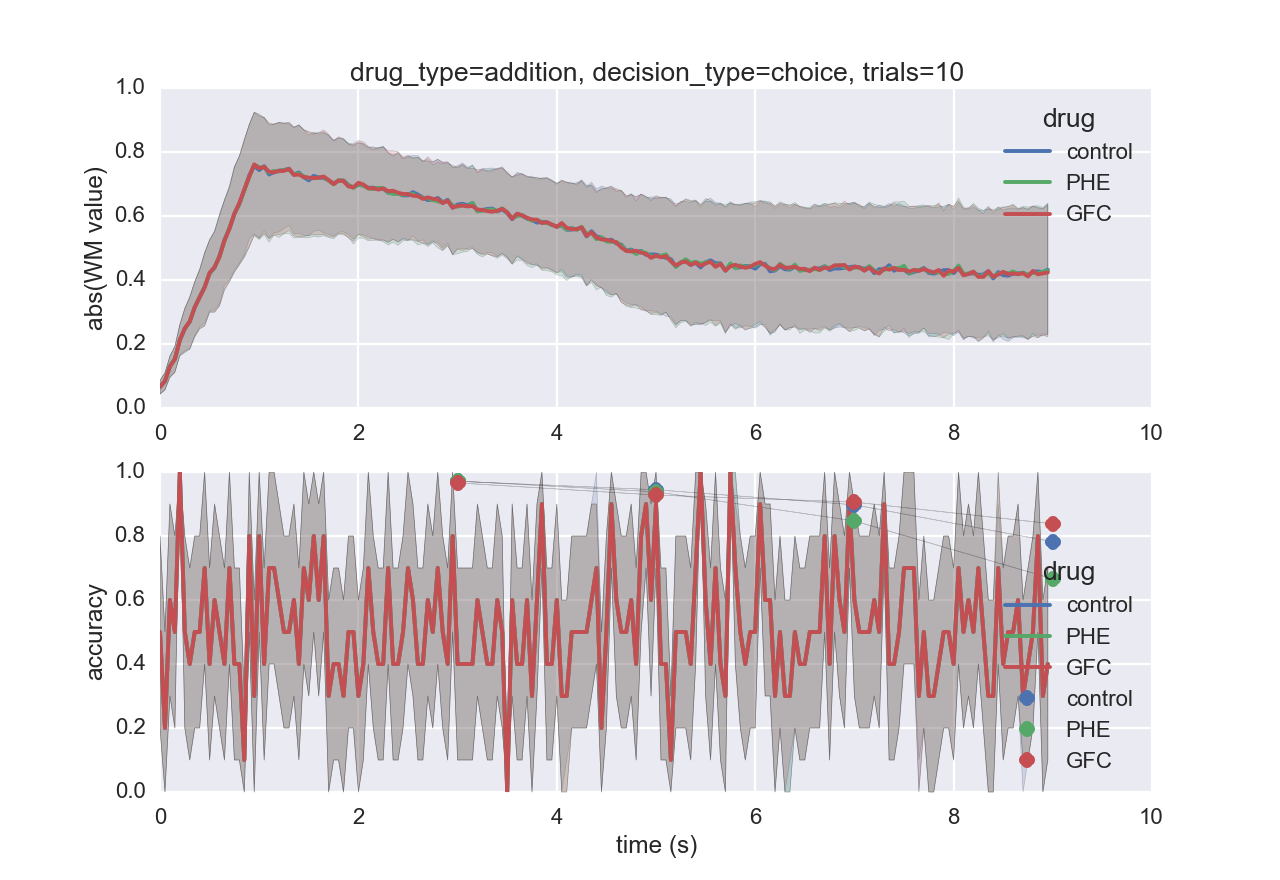 drug_type=addition, decision_type=choice, trials=10
1.0
0.8
0.6
0.4
0.2
0.0
abs(WM value)
drug
control
PHE
GFC
0 2 4 6 8 10
1.0
0.8
0.6
0.4
0.2
0.0
accuracy
drug
control
PHE
GFC
control
PHE
GFC
0 2 4 6 8 10
time (s)